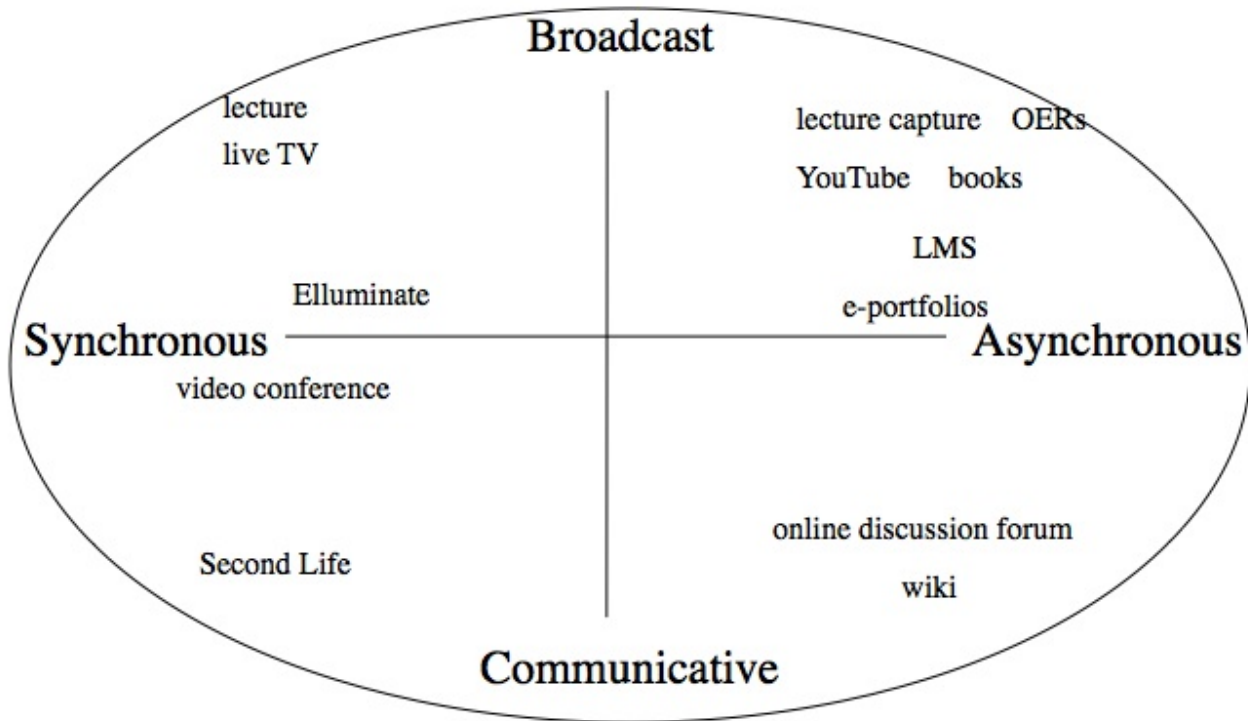 Broadcast
lecture
live TV
lecture capture OERs
YouTube books
LMS
Elluminate
e-portfolios
Synchronous
Asynchronous
video conference
online discussion forum
Second Life
wiki
Communicative